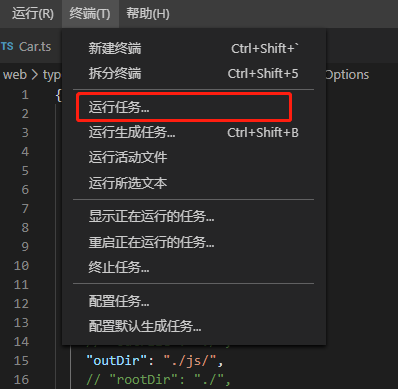 运行(R) 终端(T) 帮助(H)
TS Car.ts
新建终端 Ctrl+Shift+`
拆分终端 Ctrl+Shift+5
web > typ Options
1 {
运行任务...
2
3
运行生成任务... Ctrl+Shift+B
运行活动文件
4
运行所选文本
5
6
显示正在运行的任务...
7
重启正在运行的任务...
8
终止任务...
9
10
配置任务...
11
12
配置默认生成任务...
13
14
15 "outDir": "./js/",
16 // "rootDir": "./",